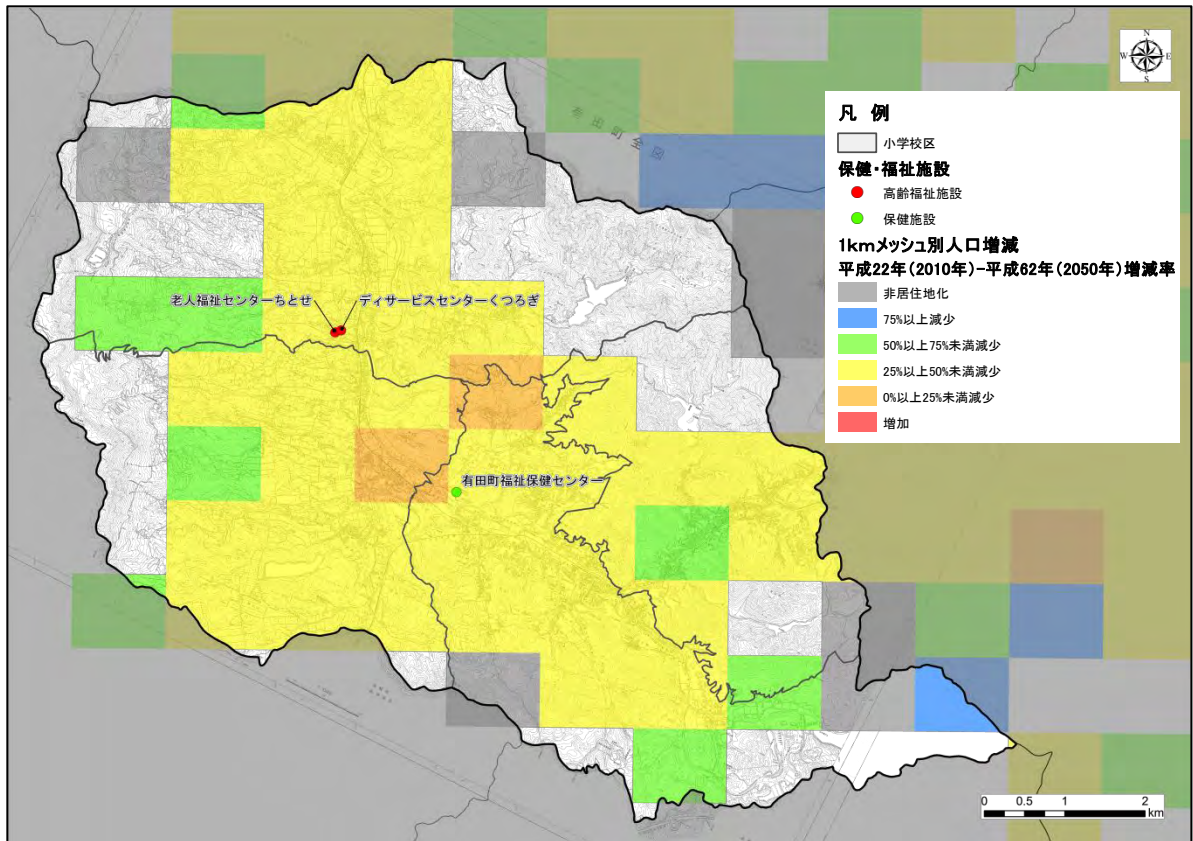 N
W
E
S
有田町全図
凡 例
小学校区
保健・福祉施設
高齢福祉施設
保健施設
1kmメッシュ別人口増減
平成22年(2010年)-平成62年(2050年)増減率
非居住地化
75%以上減少
50%以上75%未満減少
25%以上50%未満減少
0%以上25%未満減少
増加
老人福祉センターちとせ
ディサービスセンターくつろぎ
有田町福祉保健センター
0 0.5 1 2
km